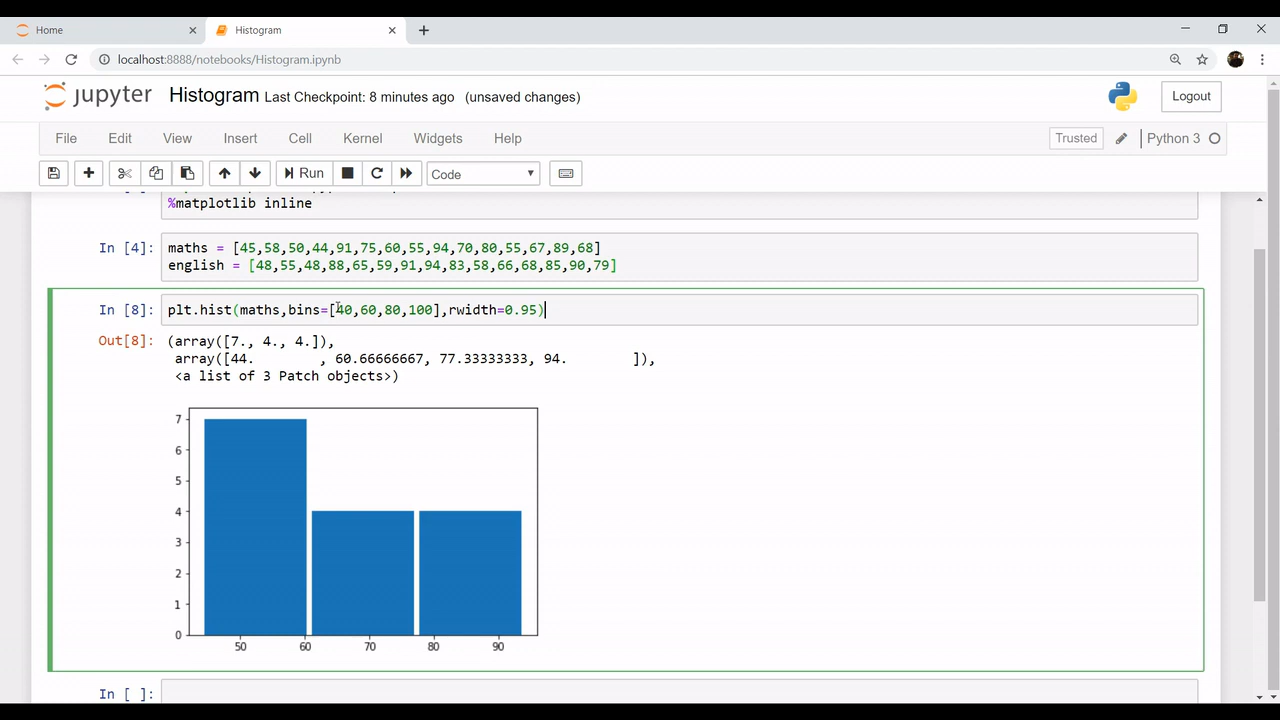 Home
Histogram
localhost:8888/notebooks/Histogram.ipynb
jupyter Histogram Last Checkpoint: 8 minutes ago (unsaved changes)
Logout
File Edit View Insert Cell Kernel Widgets Help
Trusted Python 3
Run Code
%matplotlib inline
In [4]: maths = [45,58,50,44,91,75,60,55,94,70,80,55,67,89,68]
english = [48,55,48,88,65,59,91,94,83,58,66,68,85,90,79]
In [8]: plt.hist(maths,bins=[40,60,80,100],rwidth=0.95)
Out[8]: (array([7., 4., 4.]),
array([44. , 60.66666667, 77.33333333, 94. ]),
<a list of 3 Patch objects>)
7
6
5
4
3
2
1
0
50 60 70 80 90
In [ ]: